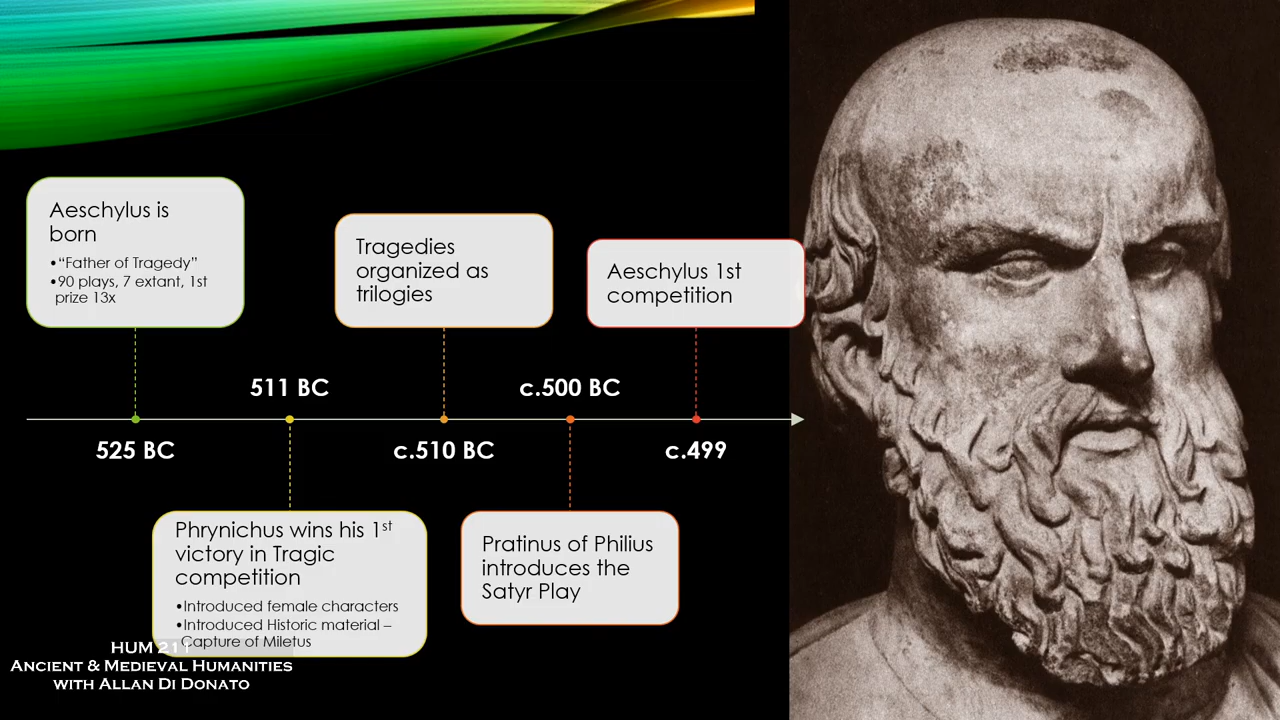 Aeschylus is
born
•“Father of Tragedy”
•90 plays, 7 extant, 1st
prize 13x
Tragedies
organized as
trilogies
Aeschylus 1st
competition
511 BC
c.500 BC
525 BC
c.510 BC
c.499
Phrynichus wins his 1st
victory in Tragic
competition
•Introduced female characters
•Introduced Historic material –
Capture of Miletus
Pratinus of Philius
introduces the
Satyr Play
HUM 211
Ancient & Medieval Humanities
with Allan Di Donato